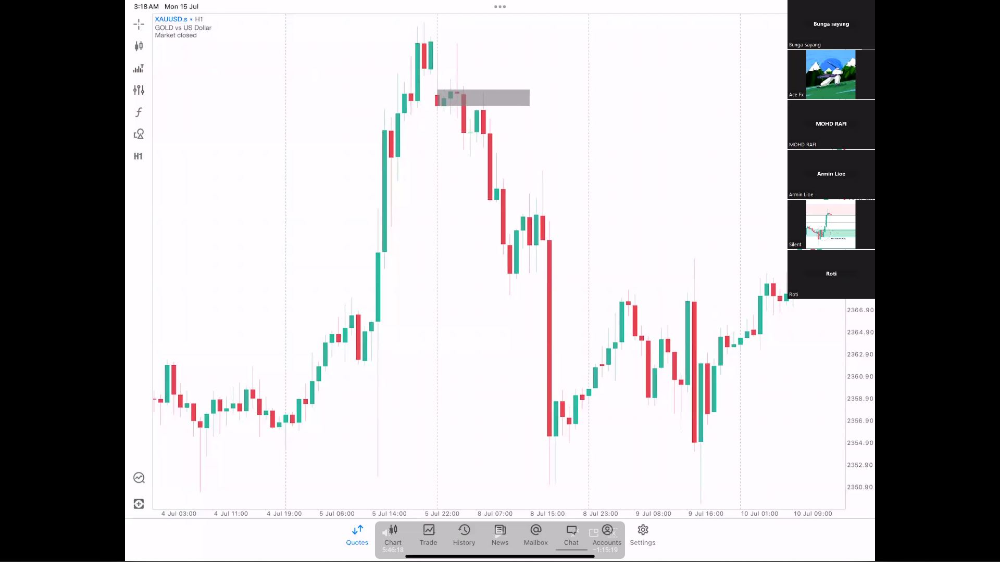 3:18 AM Mon 15 Jul
XAUUSD.s ▾ H1
GOLD vs US Dollar
Market closed
H1
Bunga sayang
Bunga sayang
Ace Fx
MOHD RAFI
MOHD RAFI
Armin Lioe
Armin Lioe
Silent
Roti
Roti
2366.90
2364.90
2362.90
2360.90
2358.90
2356.90
2354.90
2352.90
2350.90
4 Jul 03:00 4 Jul 11:00 4 Jul 19:00 5 Jul 06:00 5 Jul 14:00 5 Jul 22:00 8 Jul 07:00 8 Jul 15:00 8 Jul 23:00 9 Jul 08:00 9 Jul 16:00 10 Jul 01:00 10 Jul 09:00
Quotes Chart Trade History News Mailbox Chat Accounts Settings
5:46:18 −1:15:19